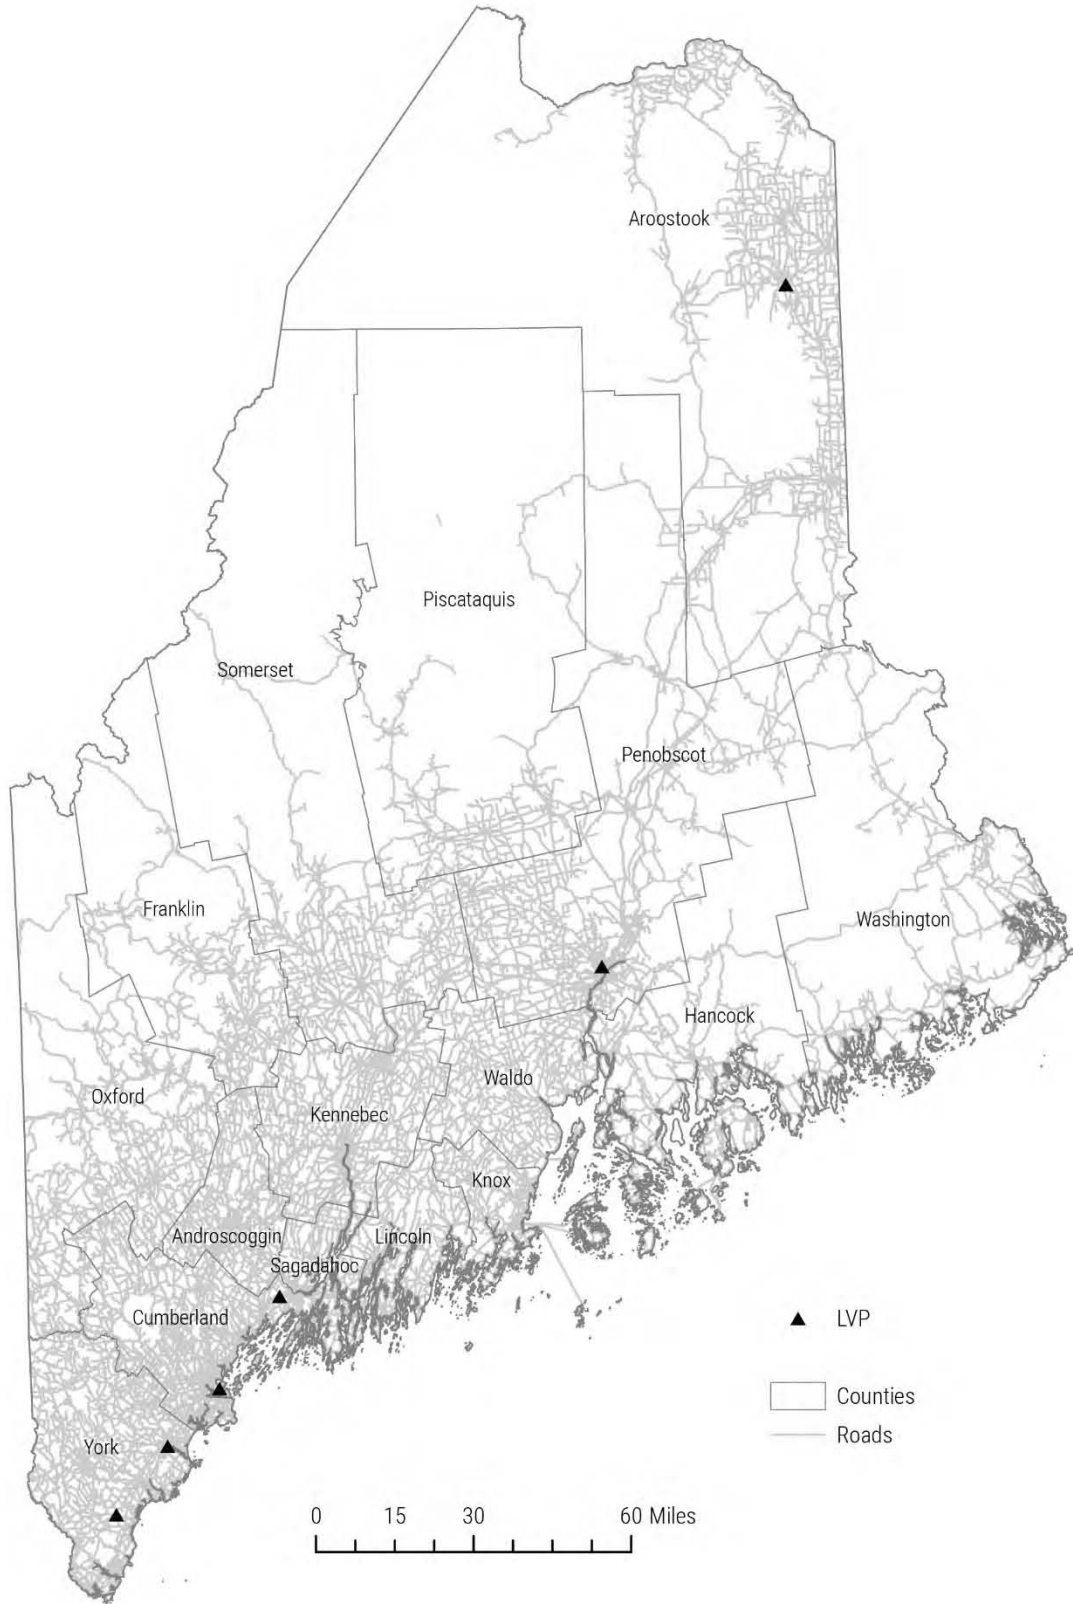 Aroostook
Piscataquis
Somerset
Penobscot
Franklin
Washington
Hancock
Waldo
Oxford
Kennebec
Knox
Androscoggin
Lincoln
Sagadahoc
Cumberland
LVP
Counties
York
Roads
0 15 30 60 Miles